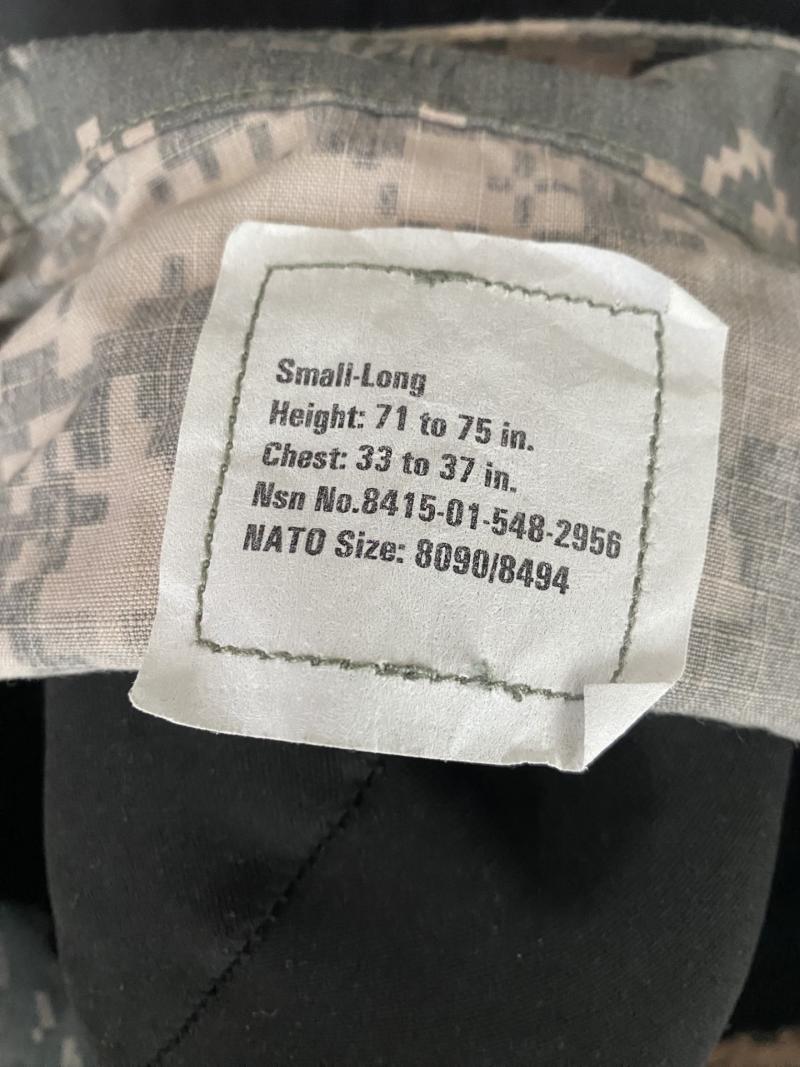 Small-Long
Height: 71 to 75 in.
Chest: 33 to 37 in.
Nsn No.8415-01-548-2956
NATO Size: 8090/8494